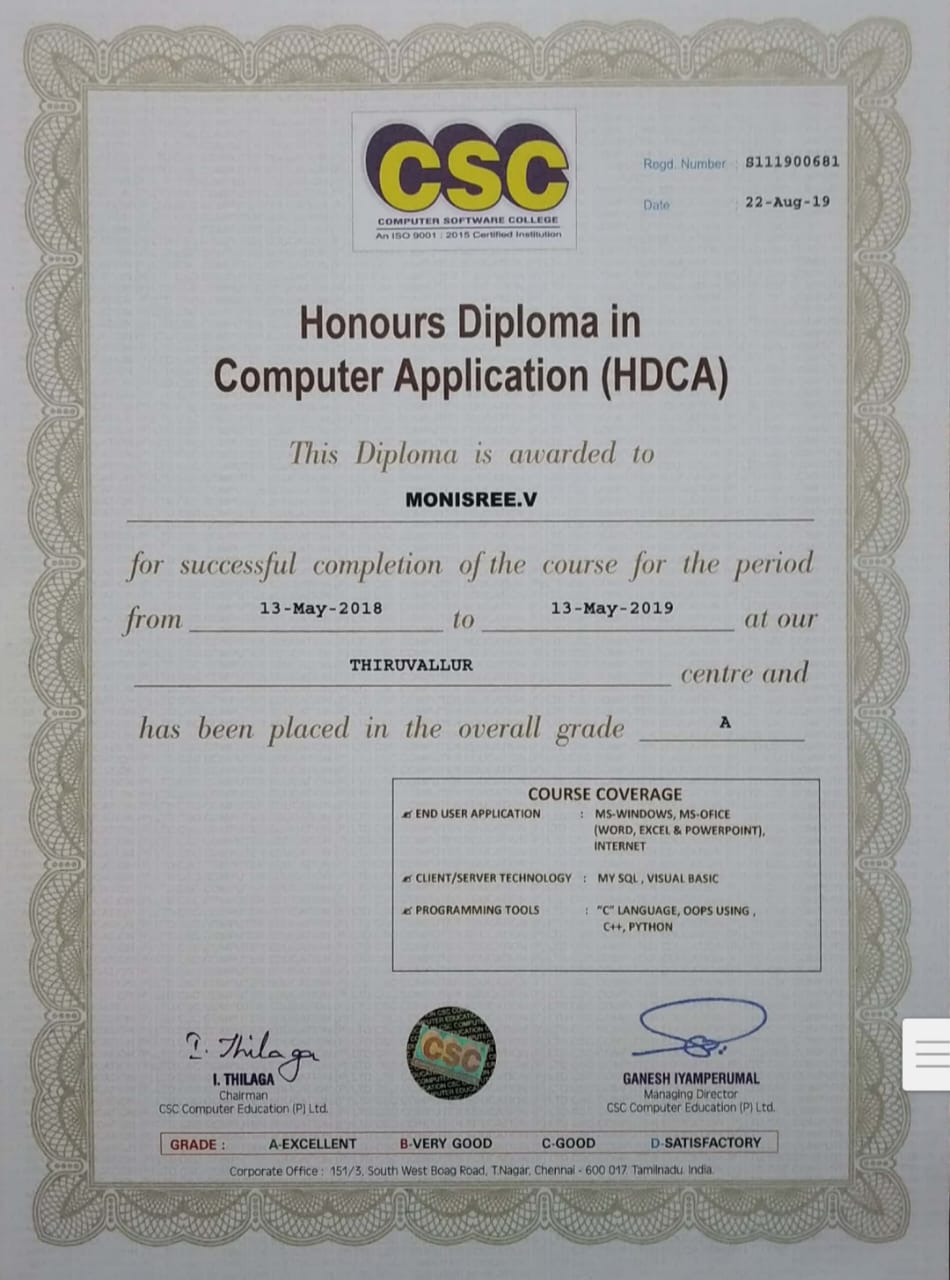 CSC
COMPUTER SOFTWARE COLLEGE
An ISO 9001 : 2015 Certified Institution
Regd. Number : S111900681
Date : 22-Aug-19
Honours Diploma in
Computer Application (HDCA)
This Diploma is awarded to
MONISREE.V
for successful completion of the course for the period
from 13-May-2018 to 13-May-2019 at our
THIRUVALLUR centre and
has been placed in the overall grade A
COURSE COVERAGE
END USER APPLICATION : MS-WINDOWS, MS-OFICE
(WORD, EXCEL & POWERPOINT),
INTERNET
CLIENT/SERVER TECHNOLOGY : MY SQL , VISUAL BASIC
PROGRAMMING TOOLS : "C" LANGUAGE, OOPS USING ,
C++, PYTHON
I. Thilaga
I. THILAGA
Chairman
CSC Computer Education (P) Ltd.
CSC
GANESH IYAMPERUMAL
Managing Director
CSC Computer Education (P) Ltd.
GRADE : A-EXCELLENT B-VERY GOOD C-GOOD D-SATISFACTORY
Corporate Office : 151/3, South West Boag Road, T.Nagar, Chennai - 600 017. Tamilnadu. India.